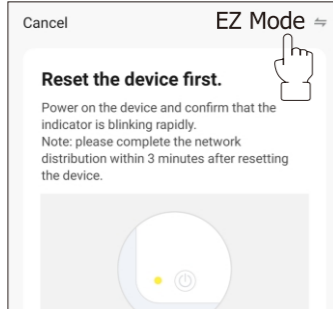 Cancel EZ Mode
Reset the device first.
Power on the device and confirm that the
indicator is blinking rapidly.
Note: please complete the network
distribution within 3 minutes after resetting
the device.